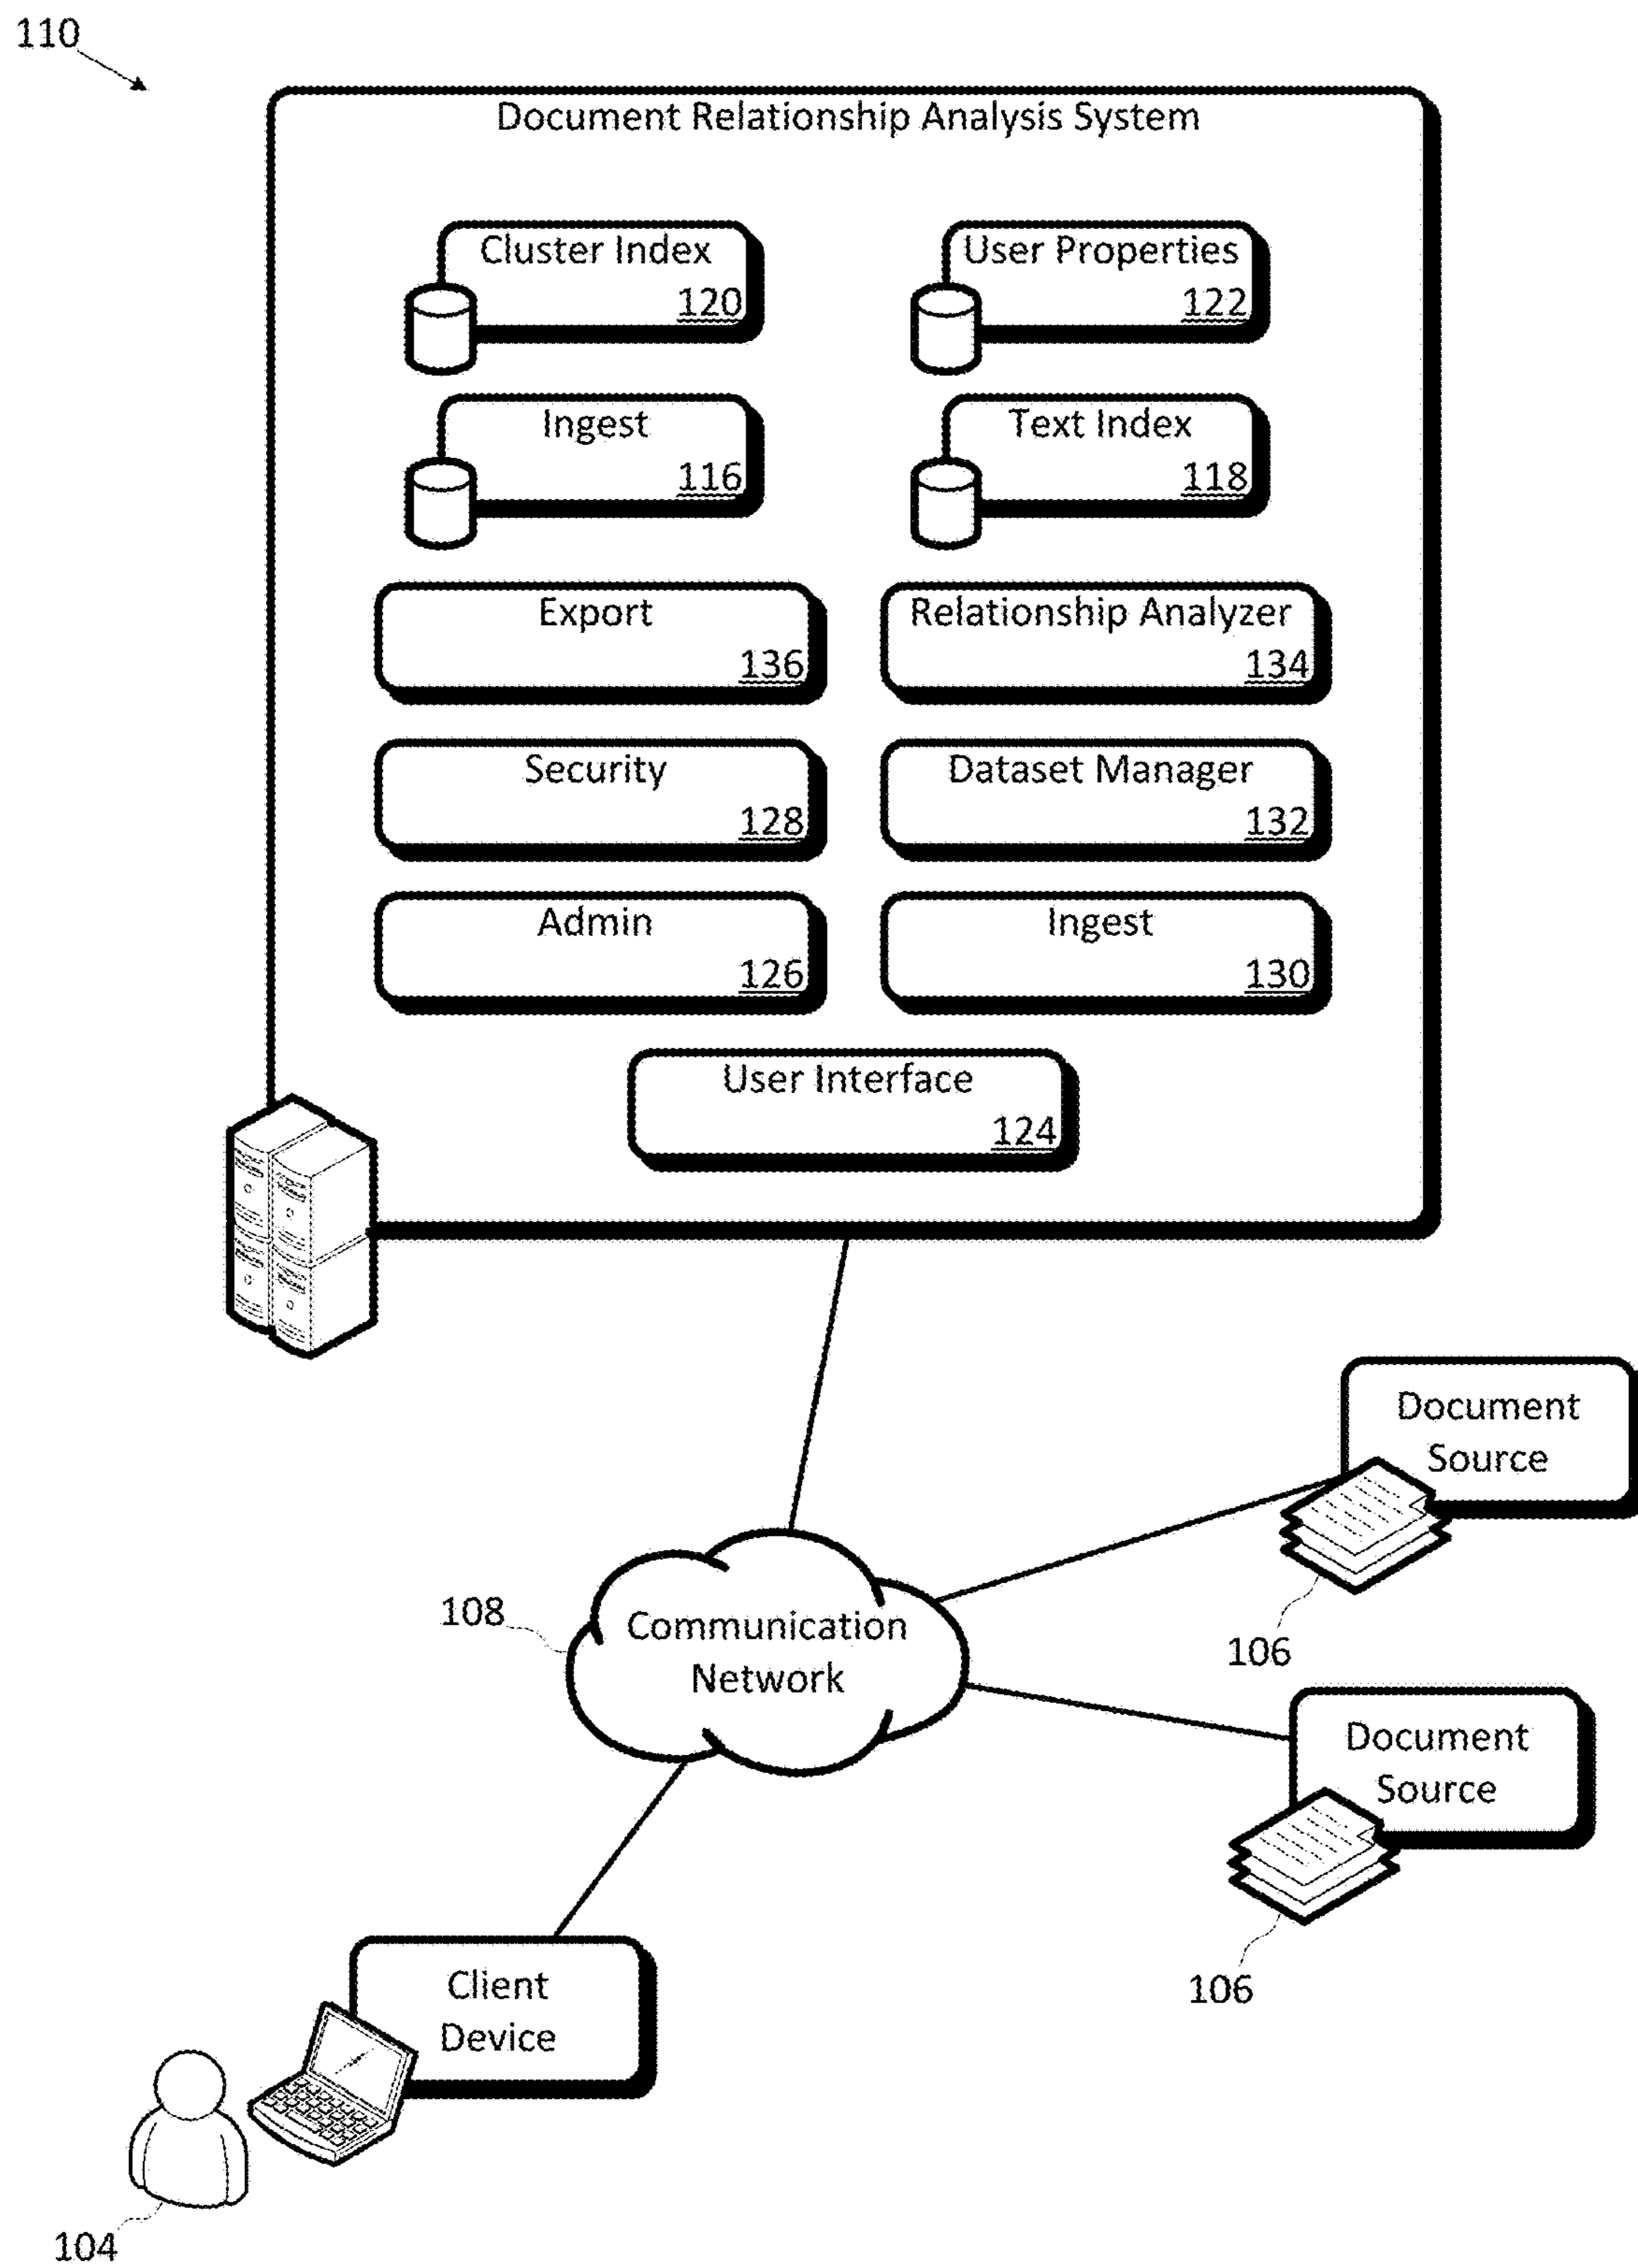 110
Document Relationship Analysis System
Cluster Index
120
User Properties
122
Ingest
116
Text Index
118
Export
136
Relationship Analyzer
134
Security
128
Dataset Manager
132
Admin
126
Ingest
130
User Interface
124
Document
Source
106
108
Communication
Network
Document
Source
106
Client
Device
104